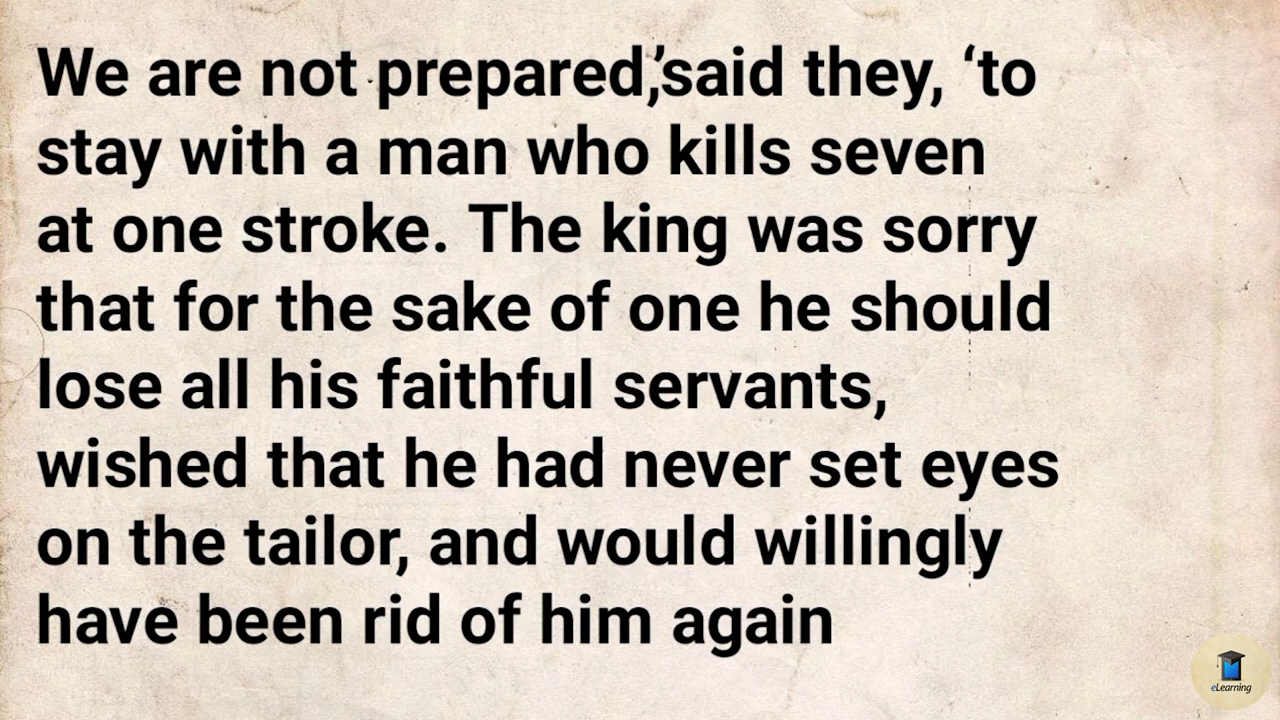 We are not prepared,’said they, ‘to
stay with a man who kills seven
at one stroke. The king was sorry
that for the sake of one he should
lose all his faithful servants,
wished that he had never set eyes
on the tailor, and would willingly
have been rid of him again
eLearning